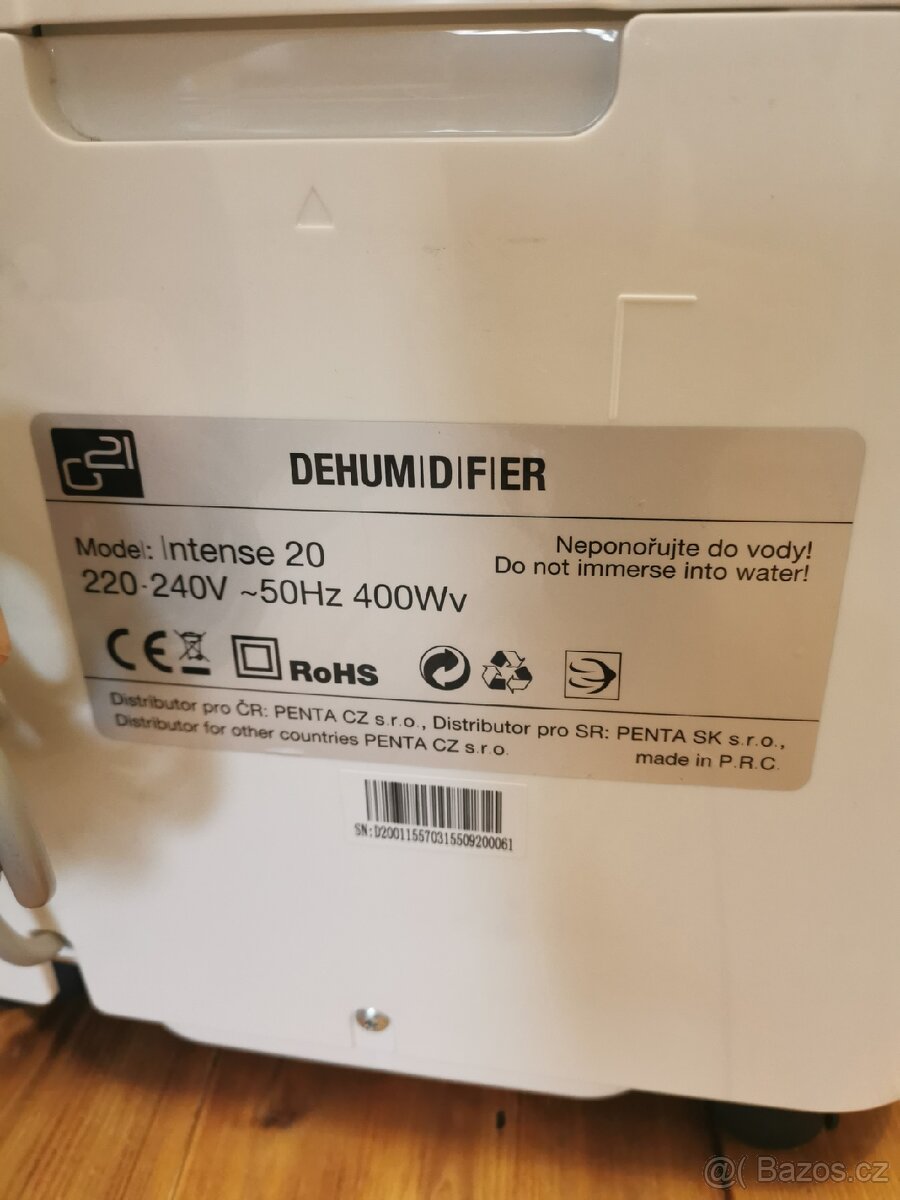 G21
DEHUMIDIFIER
Model: Intense 20
220-240V ~50Hz 400Wv
Neponořujte do vody!
Do not immerse into water!
CE
RoHS
Distributor pro ČR: PENTA CZ s.r.o., Distributor pro SR: PENTA SK s.r.o.,
Distributor for other countries PENTA CZ s.r.o.
made in P.R.C.
SN:D200115570315509200061
@( Bazos.cz